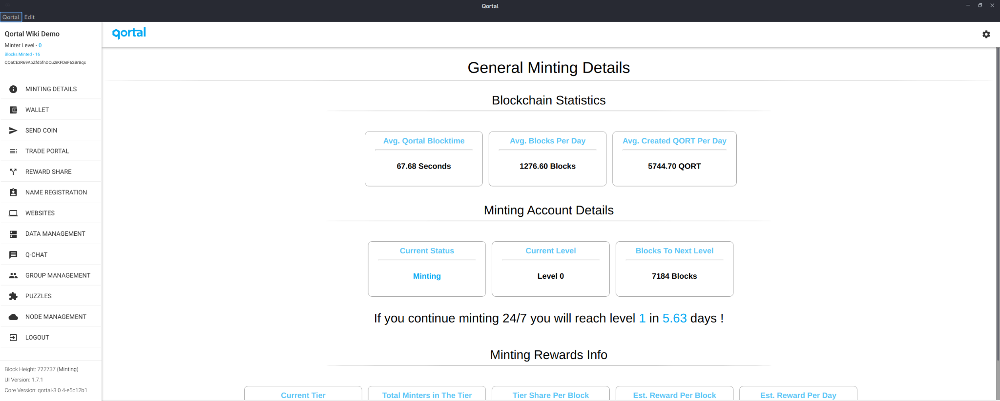 Qortal
Qortal Edit
Qortal Wiki Demo
Minter Level - 0
Blocks Minted - 16
QQaCEzR69ApZfd5fnDCu2iKFDeF62BrBqc
MINTING DETAILS
WALLET
SEND COIN
TRADE PORTAL
REWARD SHARE
NAME REGISTRATION
WEBSITES
DATA MANAGEMENT
Q-CHAT
GROUP MANAGEMENT
PUZZLES
NODE MANAGEMENT
LOGOUT
Block Height: 722737 (Minting)
UI Version: 1.7.1
Core Version: qortal-3.0.4-e5c12b1
qortal
General Minting Details
Blockchain Statistics
Avg. Qortal Blocktime
67.68 Seconds
Avg. Blocks Per Day
1276.60 Blocks
Avg. Created QORT Per Day
5744.70 QORT
Minting Account Details
Current Status
Minting
Current Level
Level 0
Blocks To Next Level
7184 Blocks
If you continue minting 24/7 you will reach level 1 in 5.63 days !
Minting Rewards Info
Current Tier
Total Minters in The Tier
Tier Share Per Block
Est. Reward Per Block
Est. Reward Per Day